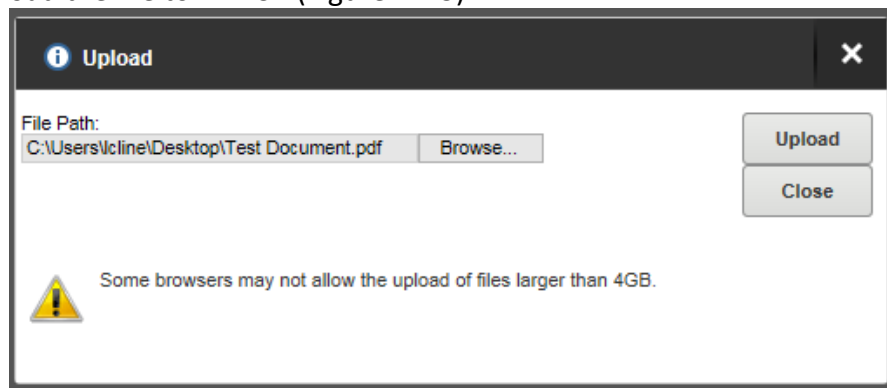 Upload
File Path:
C:\Users\lcline\Desktop\Test Document.pdf Browse...
Upload
Close
Some browsers may not allow the upload of files larger than 4GB.